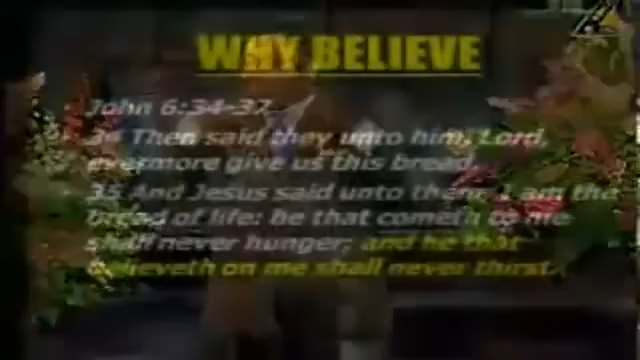 WHY BELIEVE
John 6:34-37
34 Then said they unto him, Lord,
evermore give us this bread.
35 And Jesus said unto them, I am the
bread of life: he that cometh to me
shall never hunger; and he that
believeth on me shall never thirst.